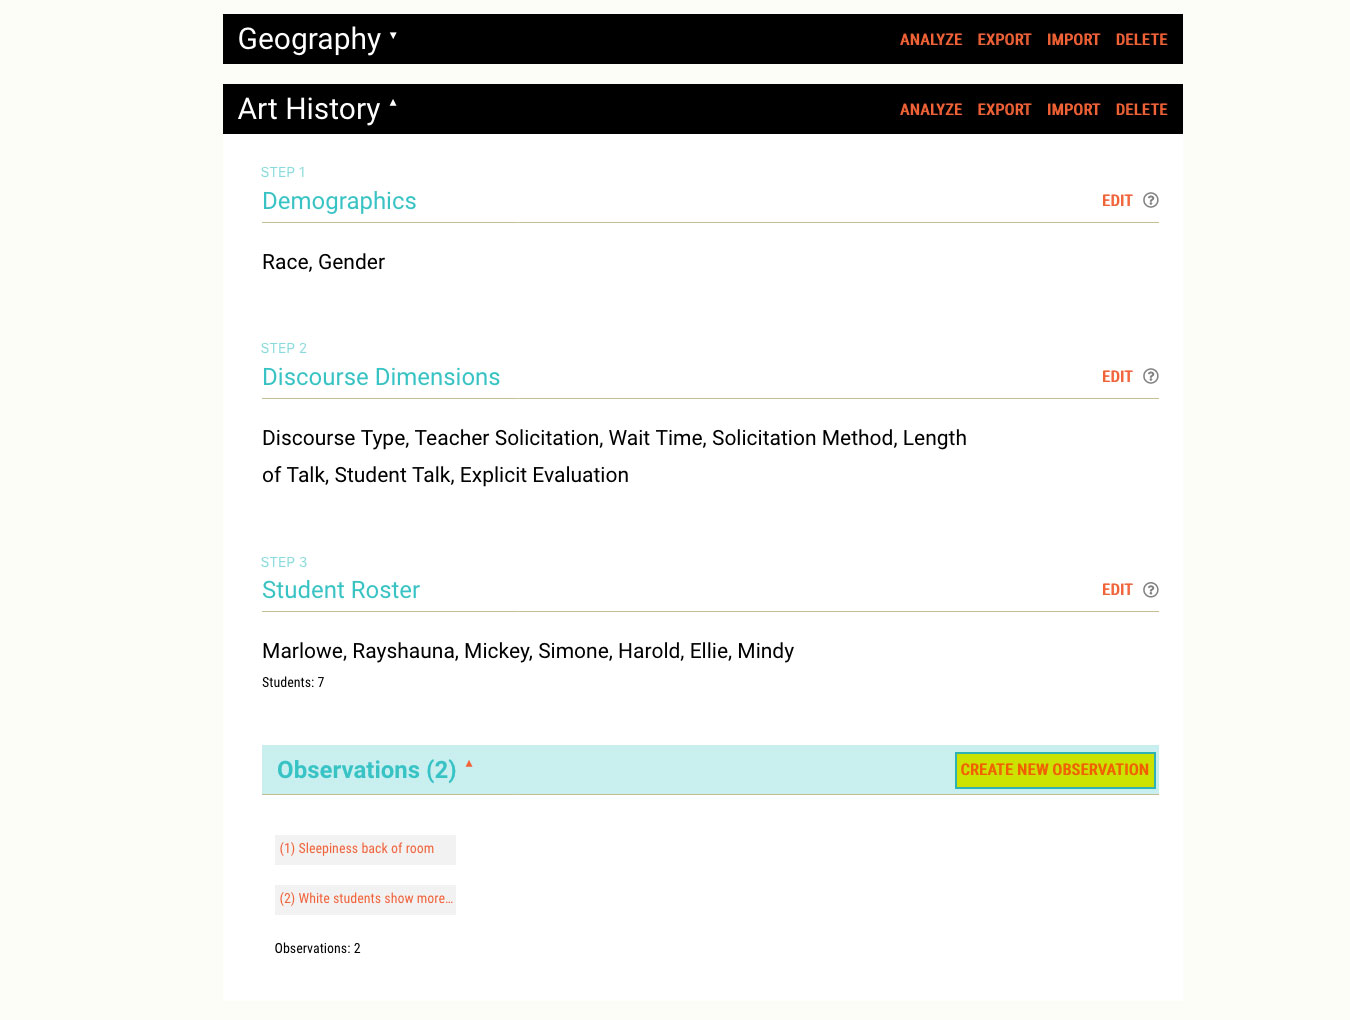 Geography ▼ ANALYZE EXPORT IMPORT DELETE
Art History ▲ ANALYZE EXPORT IMPORT DELETE
STEP 1
Demographics EDIT ?
Race, Gender
STEP 2
Discourse Dimensions EDIT ?
Discourse Type, Teacher Solicitation, Wait Time, Solicitation Method, Length
of Talk, Student Talk, Explicit Evaluation
STEP 3
Student Roster EDIT ?
Marlowe, Rayshauna, Mickey, Simone, Harold, Ellie, Mindy
Students: 7
Observations (2) ▲ CREATE NEW OBSERVATION
(1) Sleepiness back of room
(2) White students show more...
Observations: 2